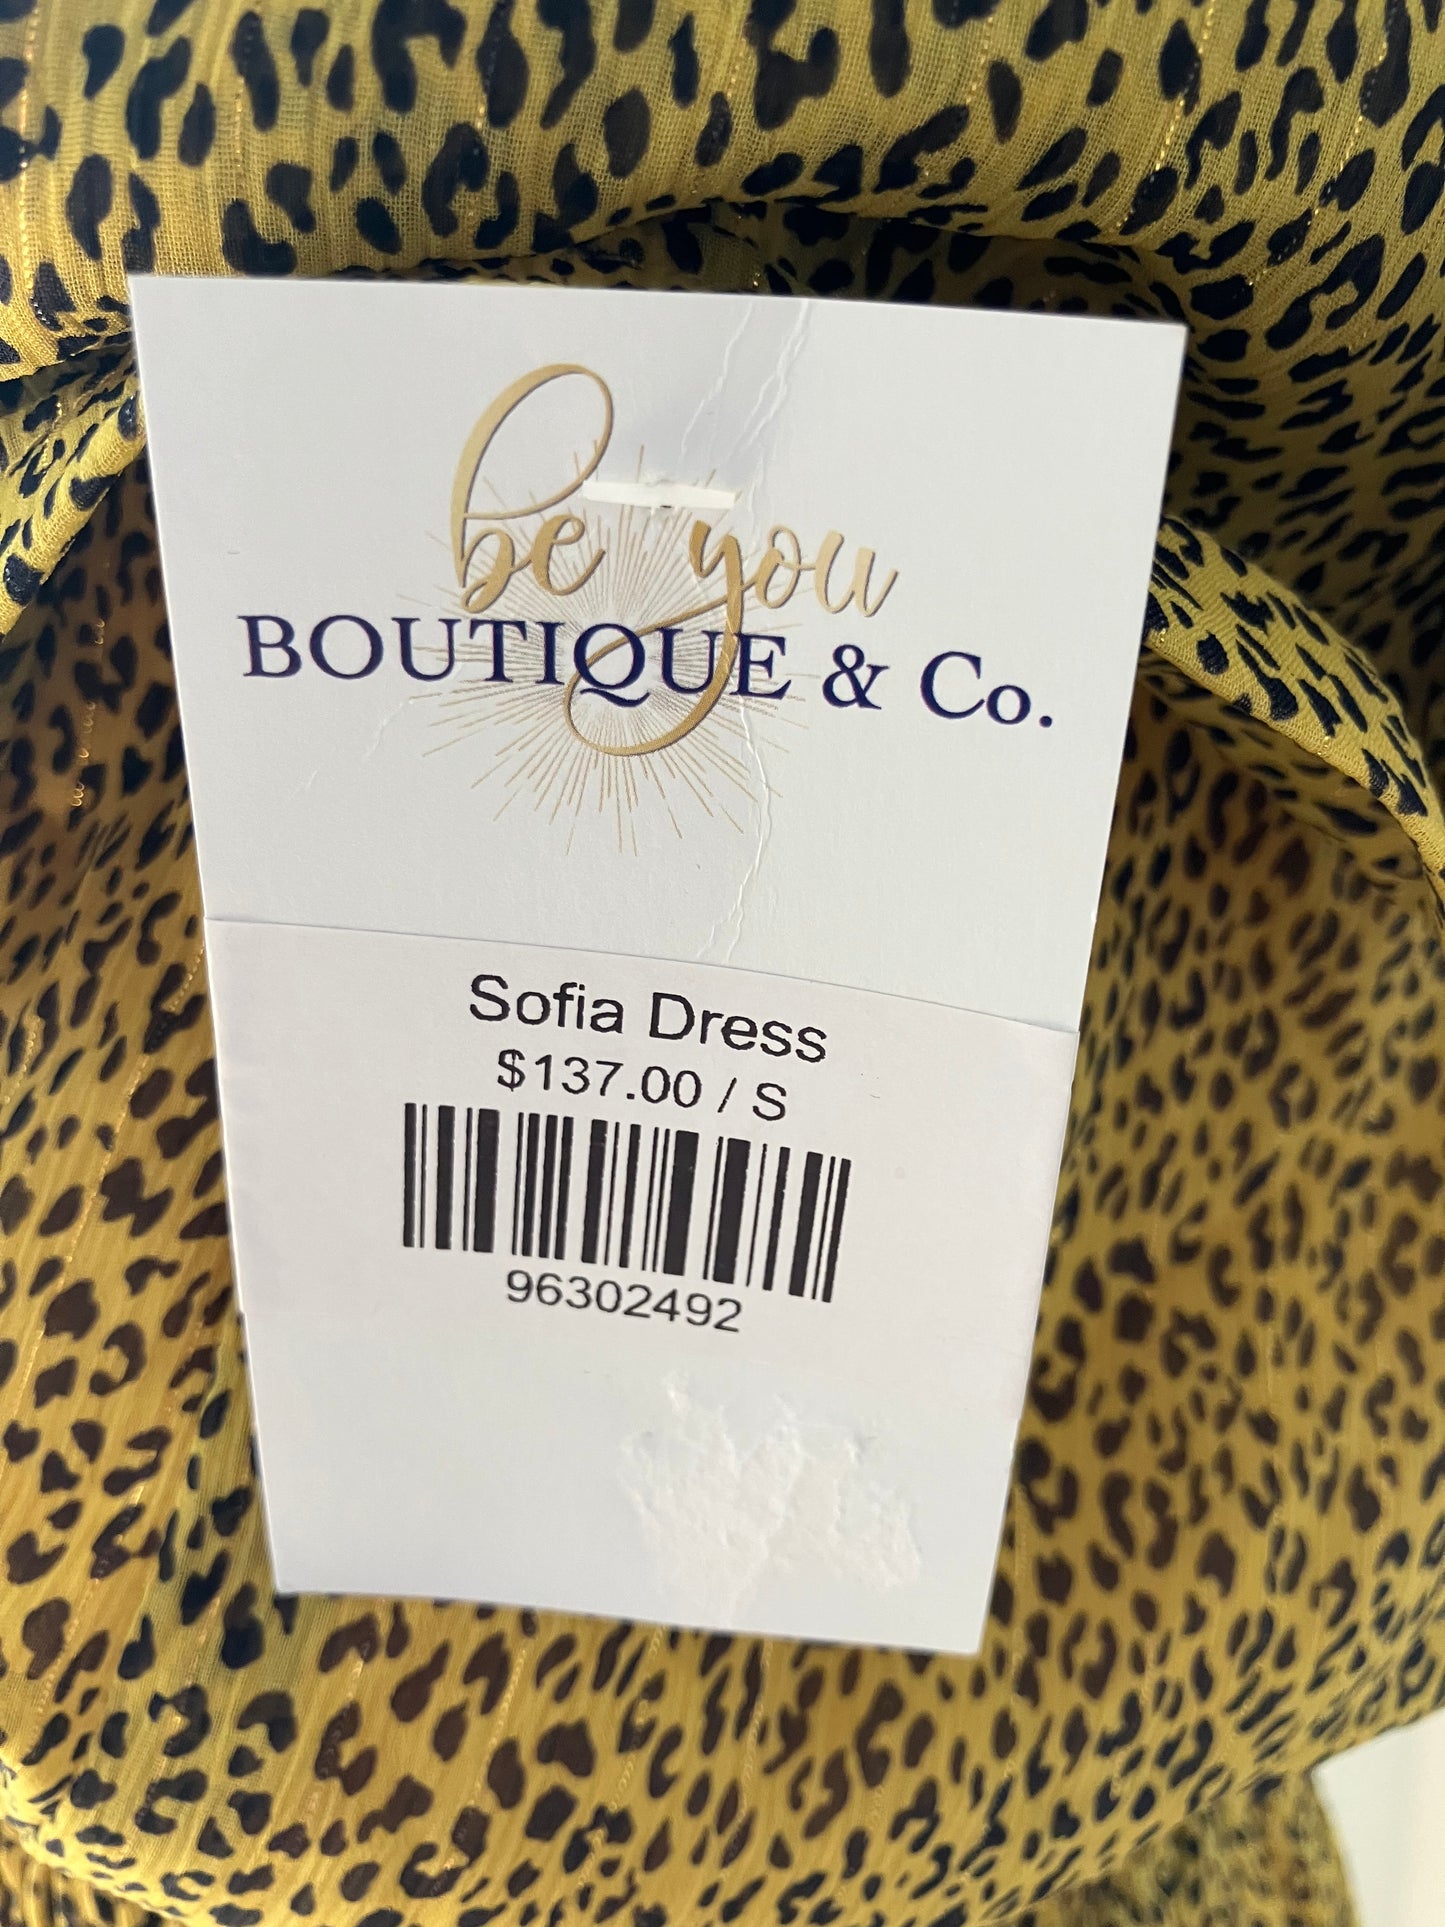 be you
BOUTIQUE & Co.
Sofia Dress
$137.00 / S
96302492